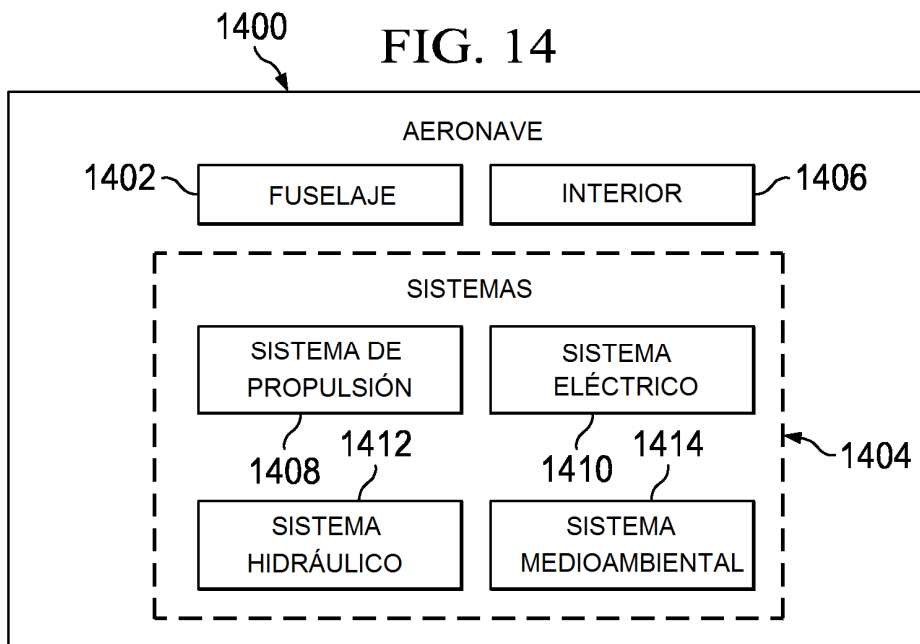 1400
FIG. 14
AERONAVE
1402
FUSELAJE
INTERIOR
1406
SISTEMAS
SISTEMA DE
PROPULSIÓN
SISTEMA
ELÉCTRICO
1408
1412
1410
1414
1404
SISTEMA
HIDRÁULICO
SISTEMA
MEDIOAMBIENTAL